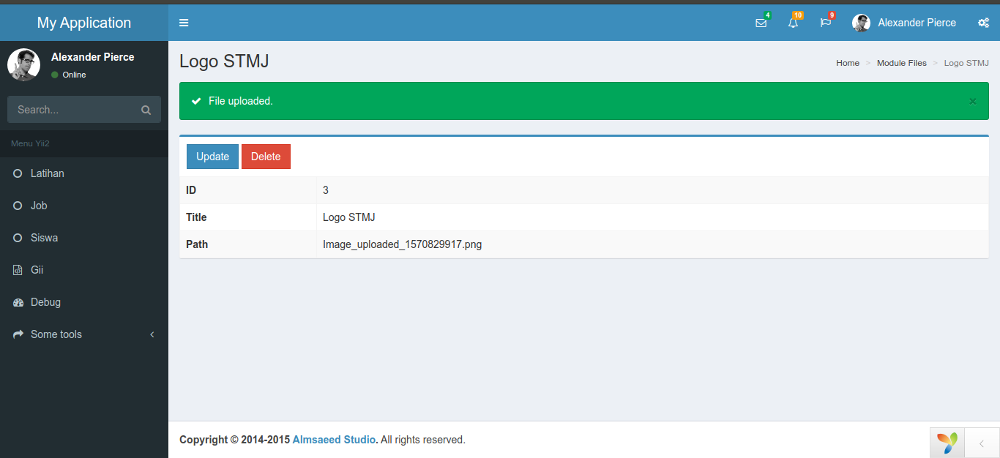 My Application
4
10
9
Alexander Pierce
Alexander Pierce
Online
Search...
Menu Yii2
Latihan
Job
Siswa
Gii
Debug
Some tools
Logo STMJ
Home > Module Files > Logo STMJ
File uploaded.
×
Update Delete
ID 3
Title Logo STMJ
Path Image_uploaded_1570829917.png
Copyright © 2014-2015 Almsaeed Studio. All rights reserved.